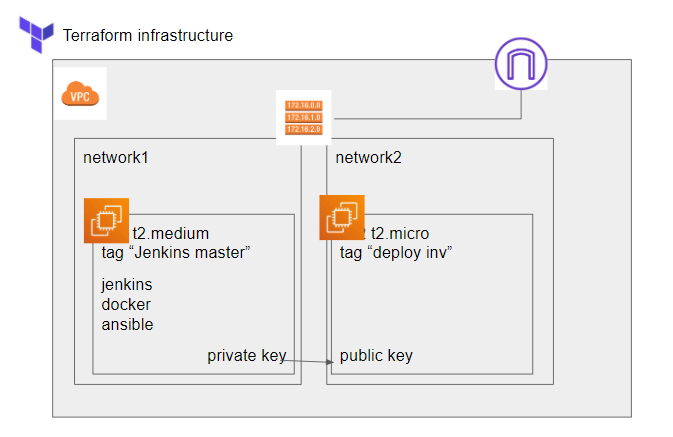 Terraform infrastructure
VPC
172.16.0.0
172.16.1.0
172.16.2.0
network1
network2
t2.medium
tag “Jenkins master”
jenkins
docker
ansible
private key
t2.micro
tag “deploy inv”
public key